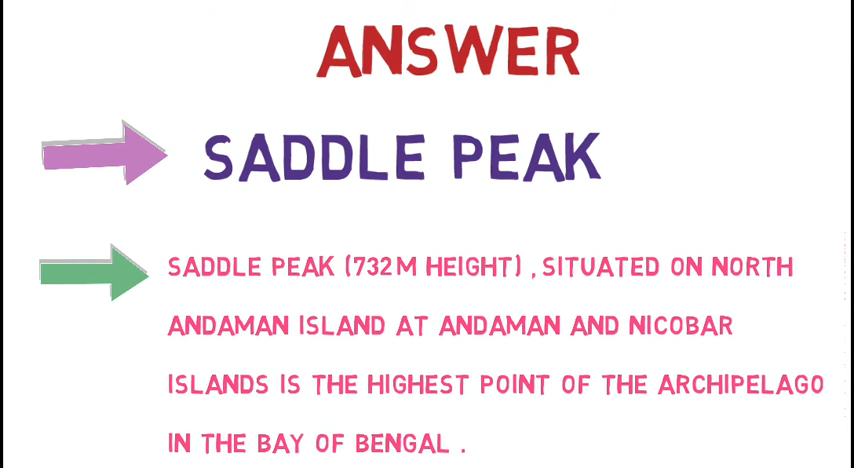 ANSWER
SADDLE PEAK
SADDLE PEAK (732M HEIGHT) , SITUATED ON NORTH
ANDAMAN ISLAND AT ANDAMAN AND NICOBAR
ISLANDS IS THE HIGHEST POINT OF THE ARCHIPELAGO
IN THE BAY OF BENGAL .